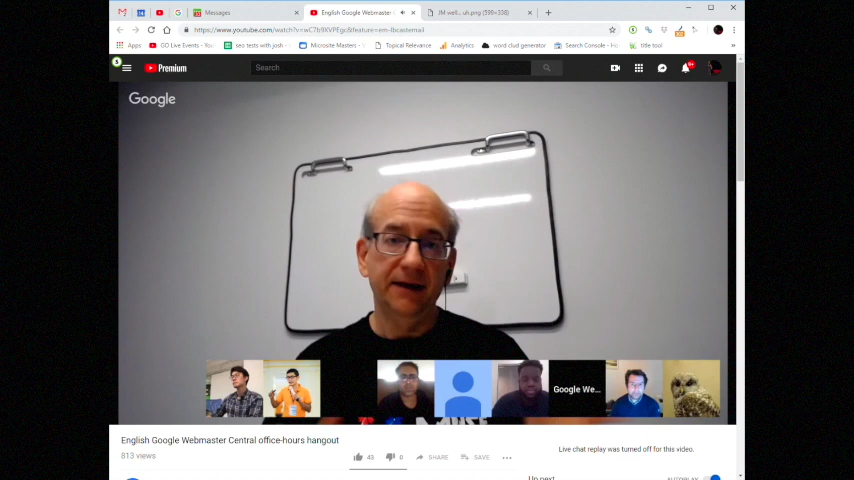 Messages
English Google Webmaster
JM well.. uh.png (599×338)
https://www.youtube.com/watch?v=wC7b9XVPEgc&feature=em-lbcastemail
Apps
GO Live Events - You
seo tests with josh
Microsite Masters -
Topical Relevance
Analytics
word clud generator
Search Console - H
title tool
Premium
Search
9+
Google
Google We...
English Google Webmaster Central office-hours hangout
813 views
43
0
SHARE
SAVE
Live chat replay was turned off for this video.
Up next
AUTOPLAY